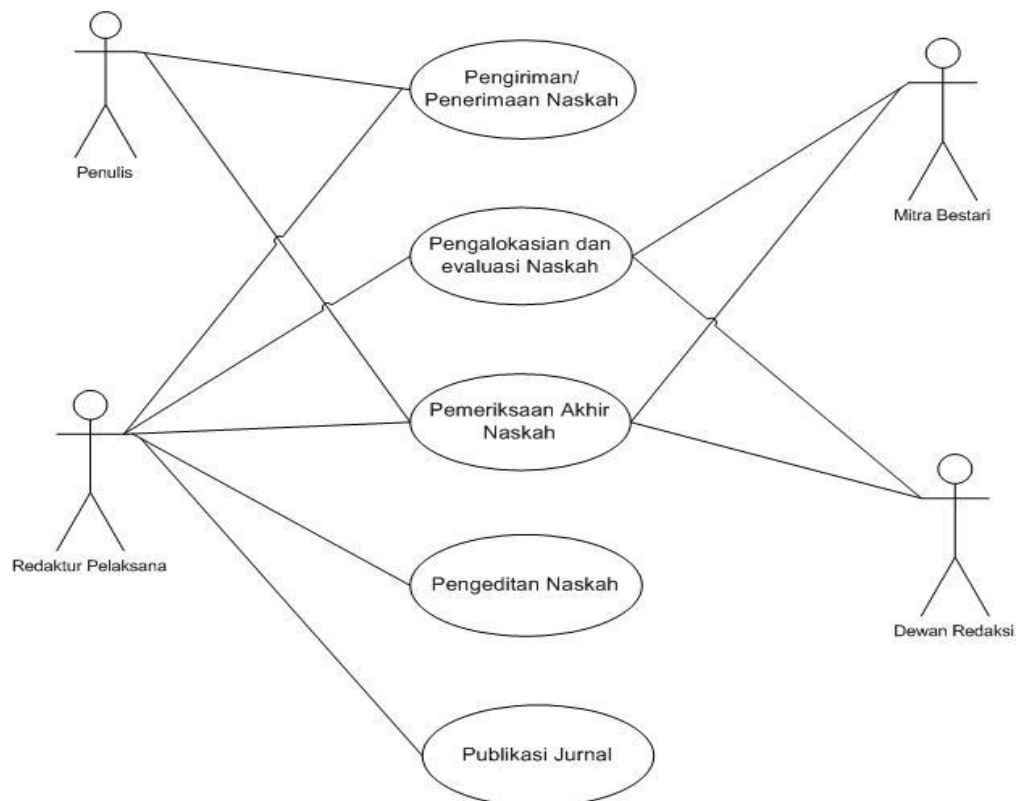 Pengiriman/
Penerimaan Naskah
Penulis
Mitra Bestari
Pengalokasian dan
evaluasi Naskah
Pemeriksaan Akhir
Naskah
Redaktur Pelaksana
Pengeditan Naskah
Dewan Redaksi
Publikasi Jurnal